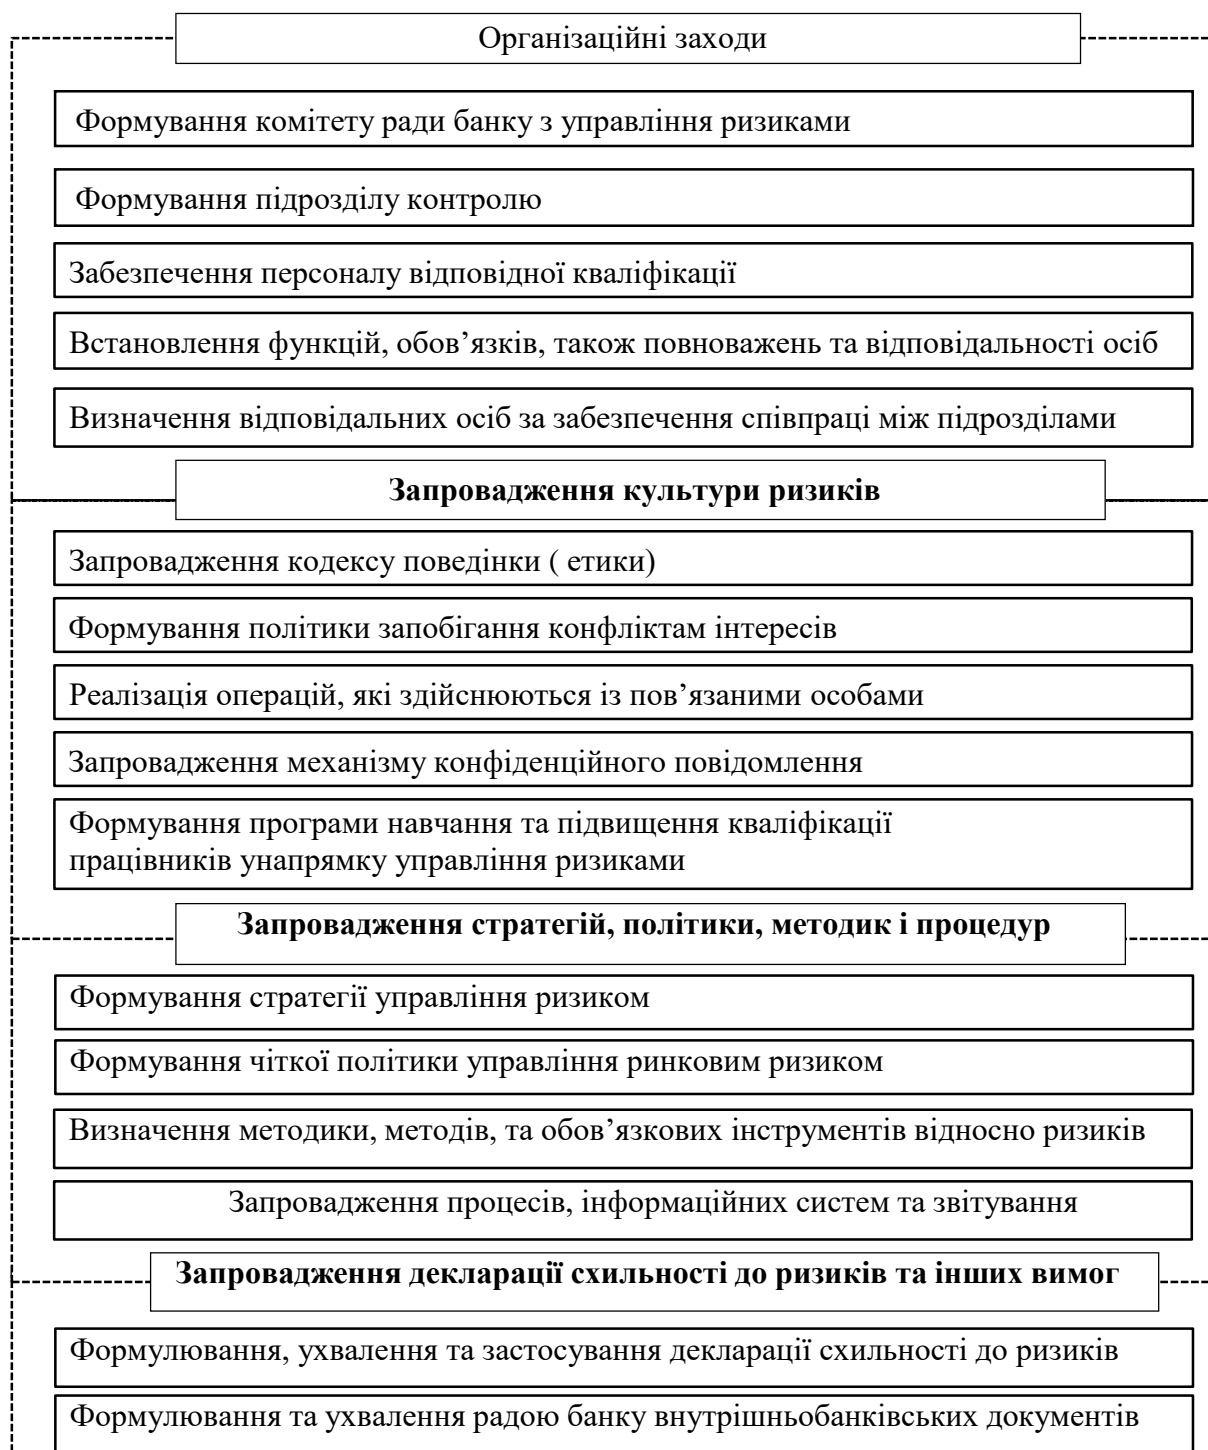 Організаційні заходи
Формування комітету ради банку з управління ризиками
Формування підрозділу контролю
Забезпечення персоналу відповідної кваліфікації
Встановлення функцій, обов’язків, також повноважень та відповідальності осіб
Визначення відповідальних осіб за забезпечення співпраці між підрозділами
Запровадження культури ризиків
Запровадження кодексу поведінки ( етики)
Формування політики запобігання конфліктам інтересів
Реалізація операцій, які здійснюються із пов’язаними особами
Запровадження механізму конфіденційного повідомлення
Формування програми навчання та підвищення кваліфікації
працівників унапрямку управління ризиками
Запровадження стратегій, політики, методик і процедур
Формування стратегії управління ризиком
Формування чіткої політики управління ринковим ризиком
Визначення методики, методів, та обов’язкових інструментів відносно ризиків
Запровадження процесів, інформаційних систем та звітування
Запровадження декларації схильності до ризиків та інших вимог
Формулювання, ухвалення та застосування декларації схильності до ризиків
Формулювання та ухвалення радою банку внутрішньобанківських документів